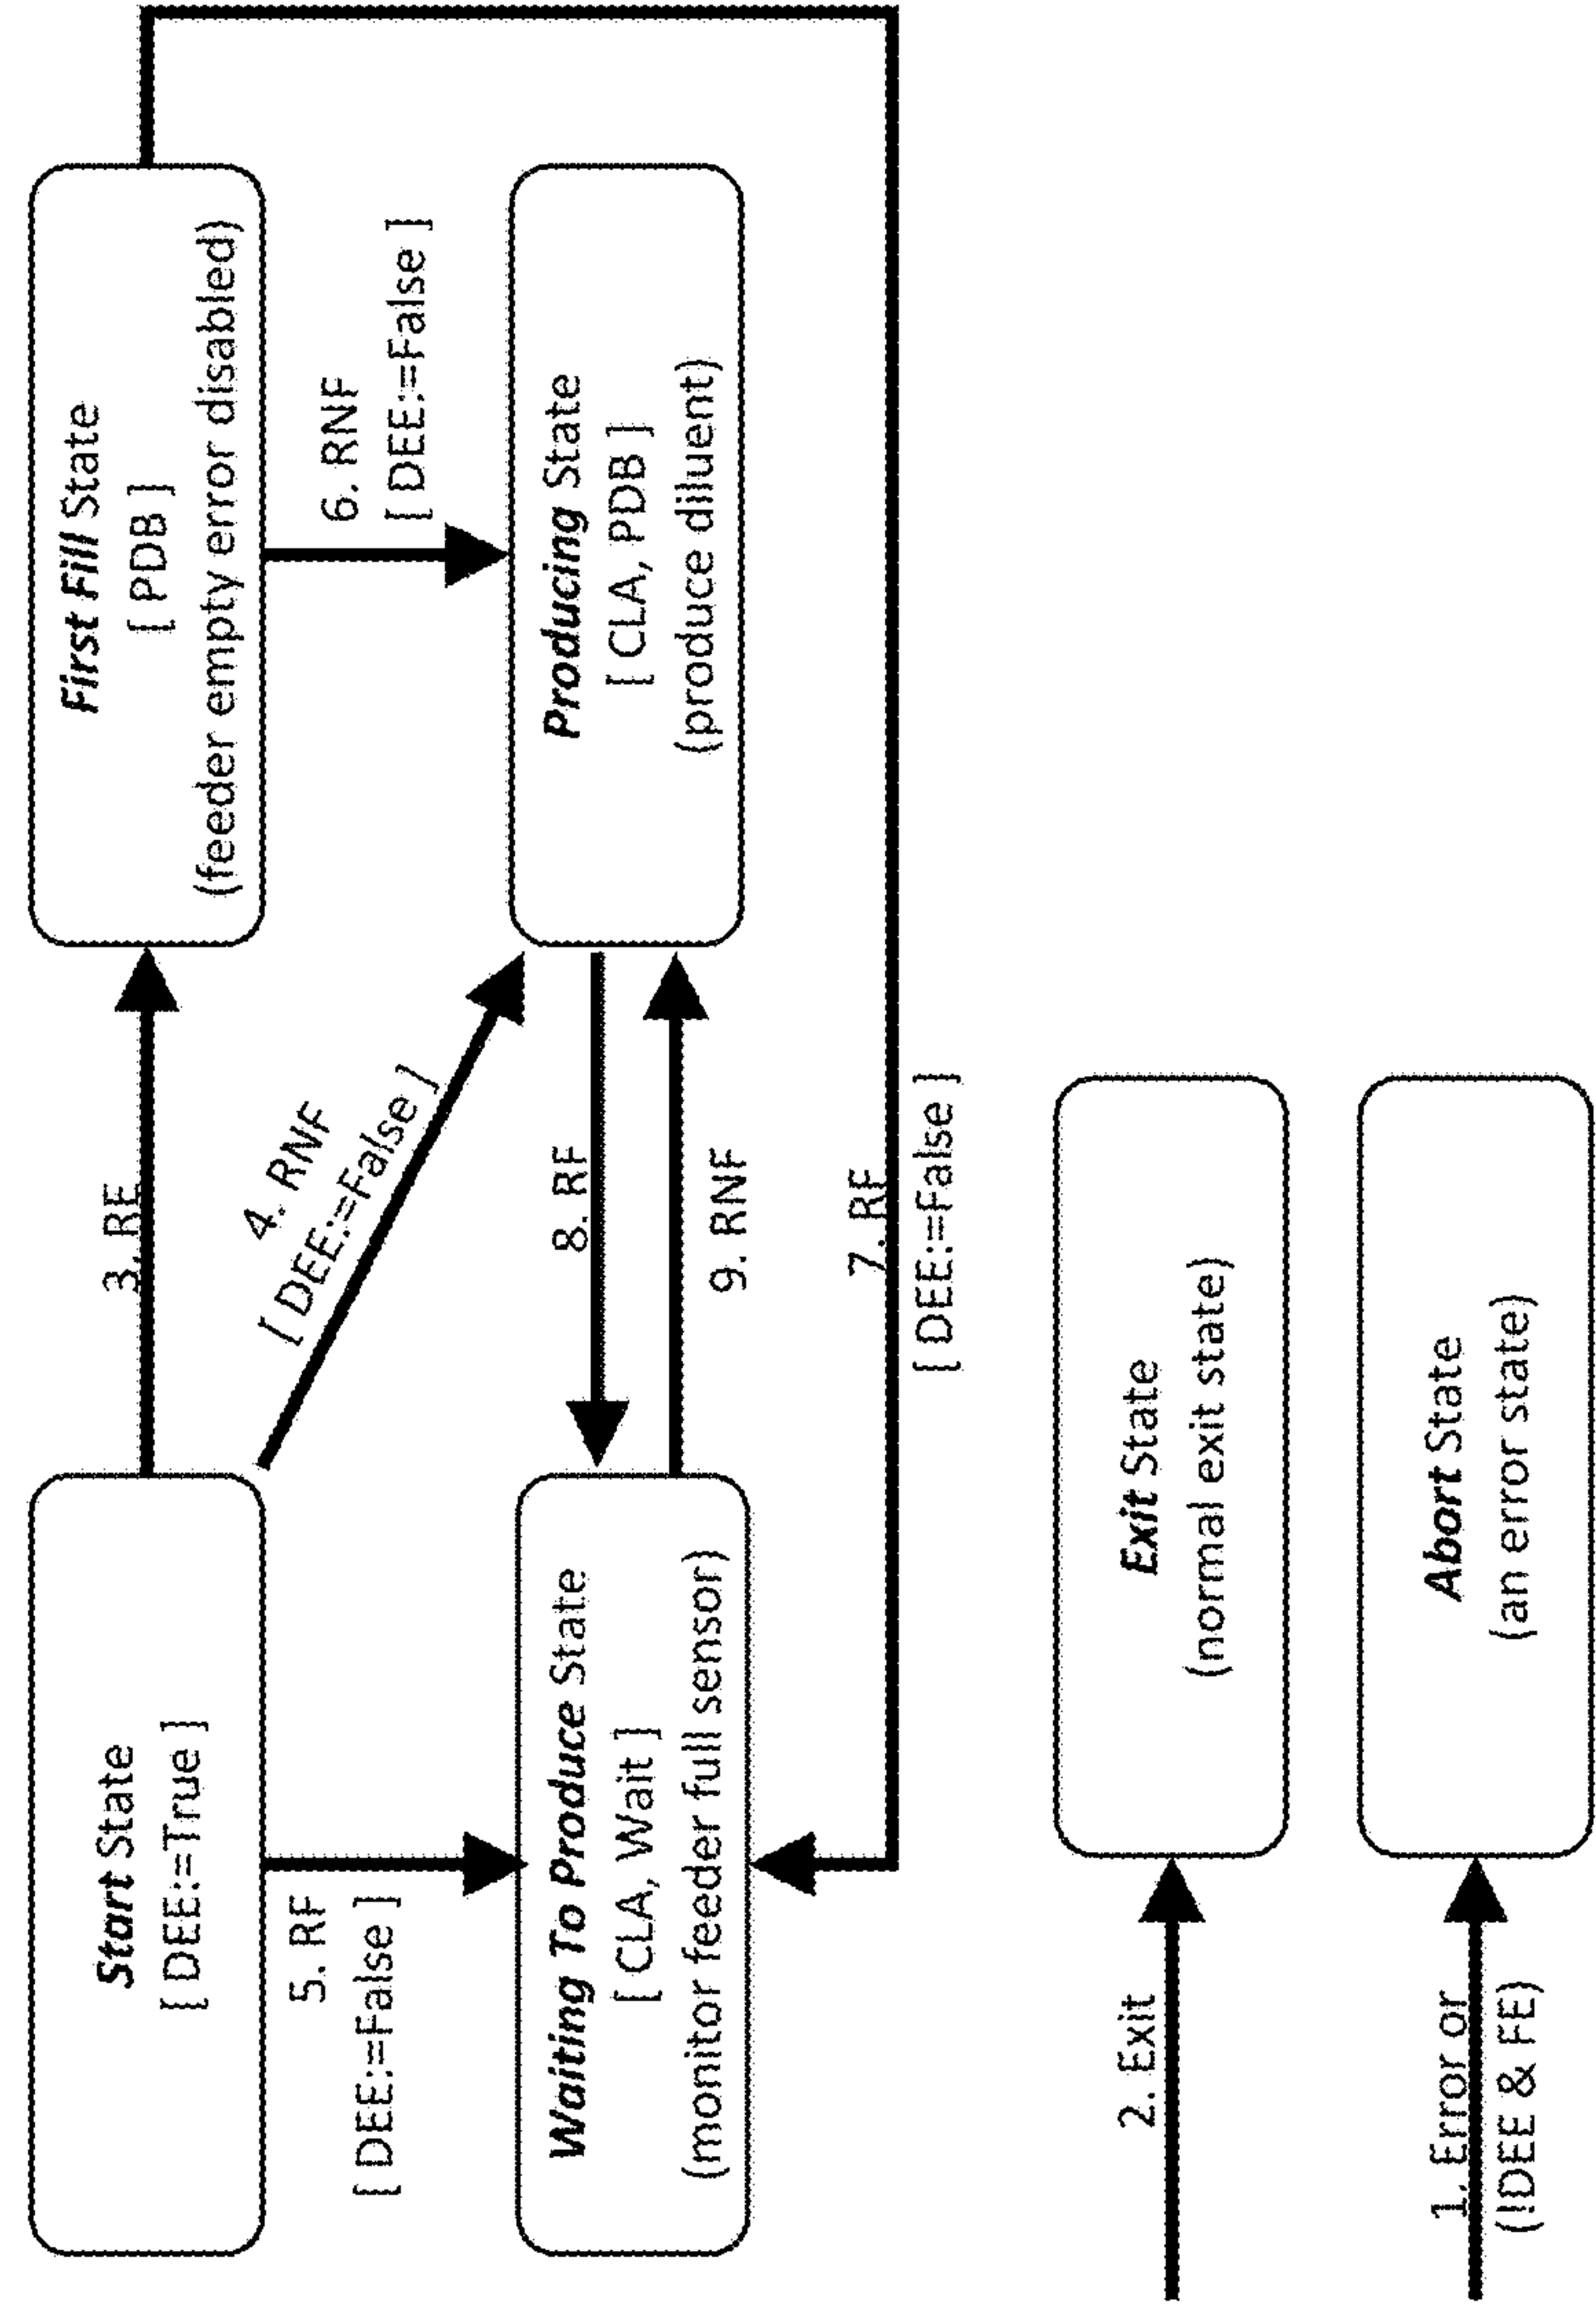 Start State
[ DEE:=True ]
3. RE
First Fill State
[ PDB ]
(feeder empty error disabled)
4. RNF
[ DEE:=False ]
5. RF
[ DEE:=False ]
6. RNF
[ DEE:=False ]
Waiting To Produce State
[ CLA, Wait ]
(monitor feeder full sensor)
8. RF
9. RNF
Producing State
[ CLA, PDB ]
(produce diluent)
7. RF
[ DEE:=False ]
2. Exit
Exit State
(normal exit state)
1. Error or
(!DEE & FE)
Abort State
(an error state)